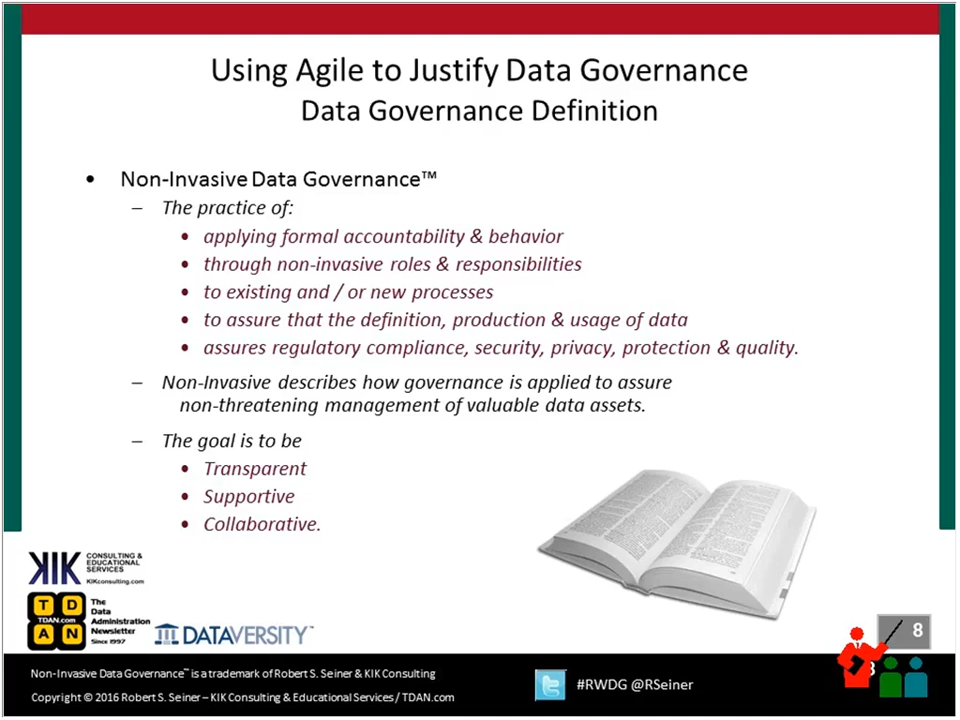 Using Agile to Justify Data Governance
Data Governance Definition
• Non-Invasive Data Governance™
– The practice of:
• applying formal accountability & behavior
• through non-invasive roles & responsibilities
• to existing and / or new processes
• to assure that the definition, production & usage of data
• assures regulatory compliance, security, privacy, protection & quality.
– Non-Invasive describes how governance is applied to assure
non-threatening management of valuable data assets.
– The goal is to be
• Transparent
• Supportive
• Collaborative.
KIK
CONSULTING &
EDUCATIONAL
SERVICES
KIKconsulting.com
T D
TDAN.com
A N
The
Data
Administration
Newsletter
Since 1997
DATAVERSITY™
8
Non-Invasive Data Governance™ is a trademark of Robert S. Seiner & KIK Consulting
Copyright © 2016 Robert S. Seiner – KIK Consulting & Educational Services / TDAN.com
#RWDG @RSeiner